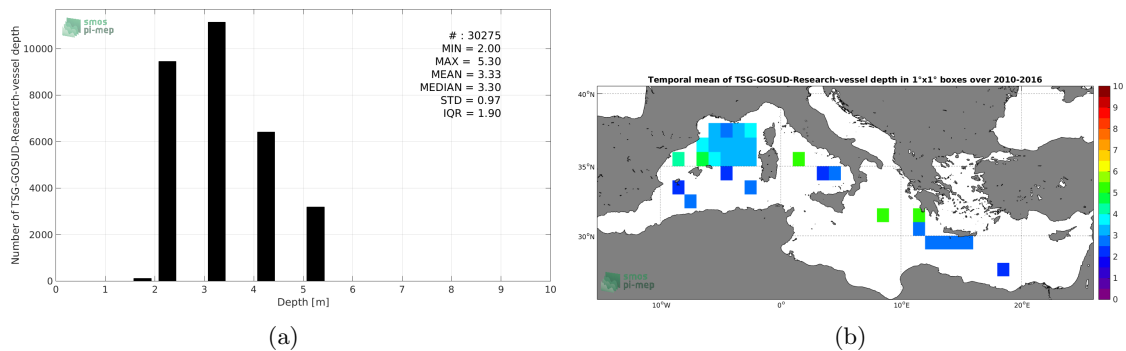 smos
pi-mep
# : 30275
MIN = 2.00
MAX = 5.30
MEAN = 3.33
MEDIAN = 3.30
STD = 0.97
IQR = 1.90
Number of TSG-GOSUD-Research-vessel depth
10000
8000
6000
4000
2000
0
0 1 2 3 4 5 6 7 8 9 10
Depth [m]
(a)
Temporal mean of TSG-GOSUD-Research-vessel depth in 1°x1° boxes over 2010-2016
40°N
35°N
30°N
10°W 0° 10°E 20°E
smos
pi-mep
10
9
8
7
6
5
4
3
2
1
0
(b)